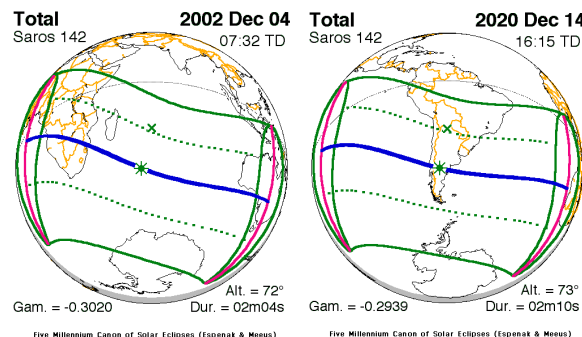 Total
2002 Dec 04
Saros 142
07:32 TD
Alt. = 72°
Gam. = -0.3020
Dur. = 02m04s
Five Millennium Canon of Solar Eclipses (Espenak & Meeus)
Total
2020 Dec 14
Saros 142
16:15 TD
Alt. = 73°
Gam. = -0.2939
Dur. = 02m10s
Five Millennium Canon of Solar Eclipses (Espenak & Meeus)